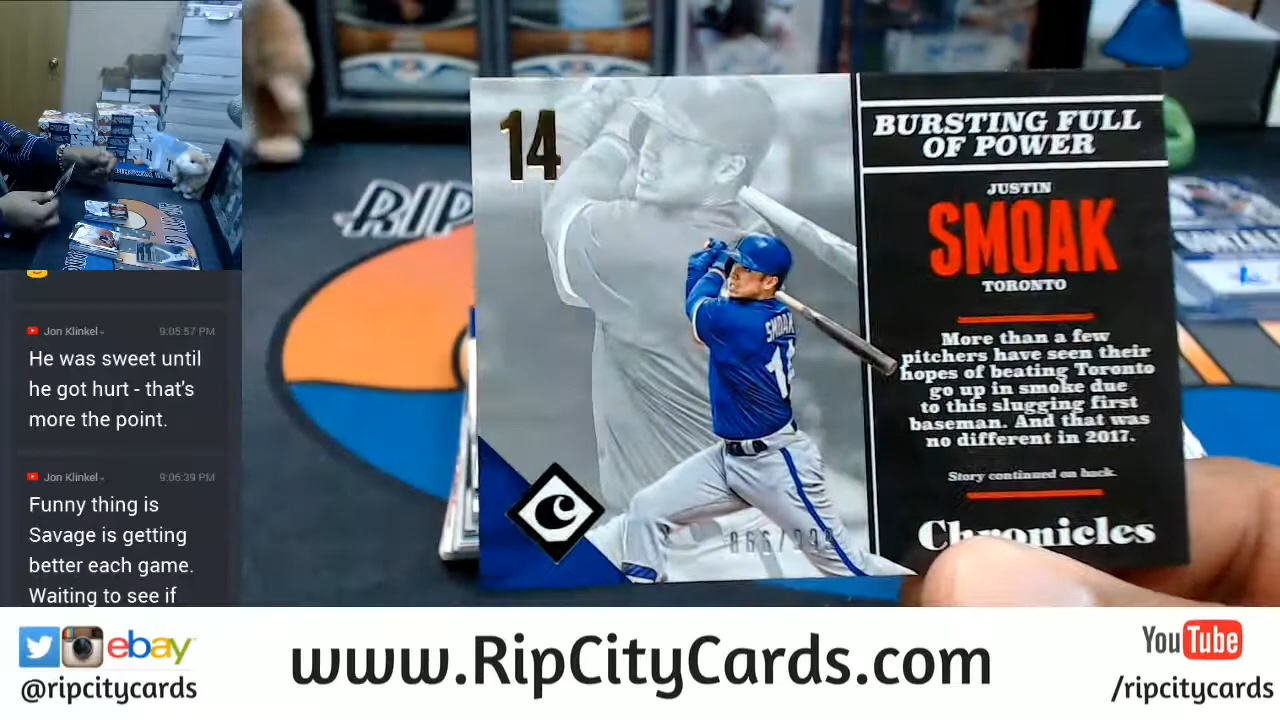 Jon Klinkel
9:05:57 PM
He was sweet until
he got hurt - that's
more the point.
Jon Klinkel
9:06:39 PM
Funny thing is
Savage is getting
better each game.
Waiting to see if
RIP
14
BURSTING FULL
OF POWER
JUSTIN
SMOAK
TORONTO
More than a few
pitchers have seen their
hopes of beating Toronto
go up in smoke due
to this slugging first
baseman. And that was
no different in 2017.
Story continued on back.
Chronicles
C
ebay
@ripcitycards
www.RipCityCards.com
YouTube
/ripcitycards